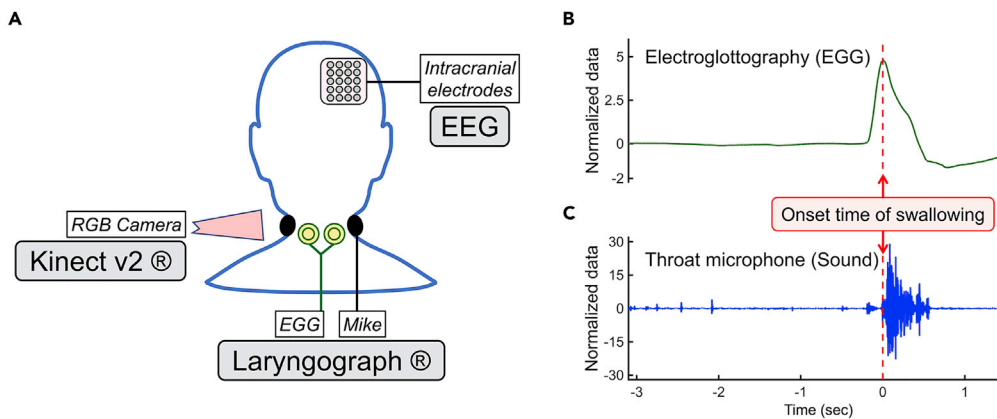 A
Intracranial
electrodes
EEG
RGB Camera
Kinect v2 ®
EGG
Mike
Laryngograph ®
B
Normalized data
5
2.5
0
-2
Electroglottography (EGG)
Onset time of swallowing
C
Normalized data
30
15
0
-15
-30
Throat microphone (Sound)
-3
-2
-1
0
1
Time (sec)